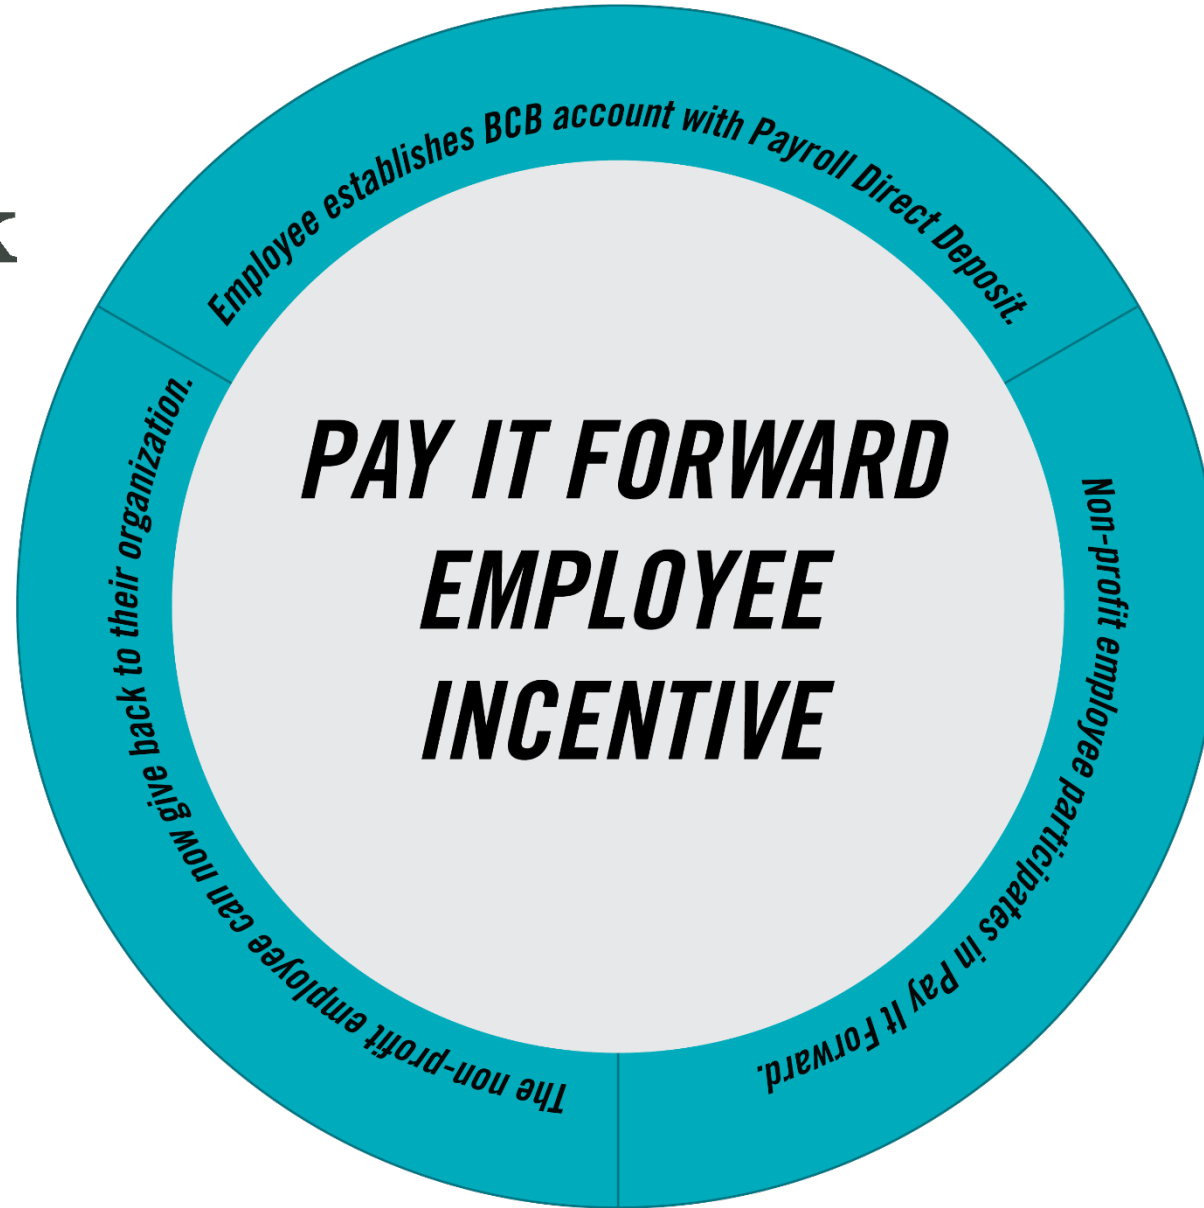 k
Employee establishes BCB account with Payroll Direct Deposit.
Non-profit employee participates in Pay It Forward.
The non-profit employee can now give back to their organization.
PAY IT FORWARD
EMPLOYEE
INCENTIVE